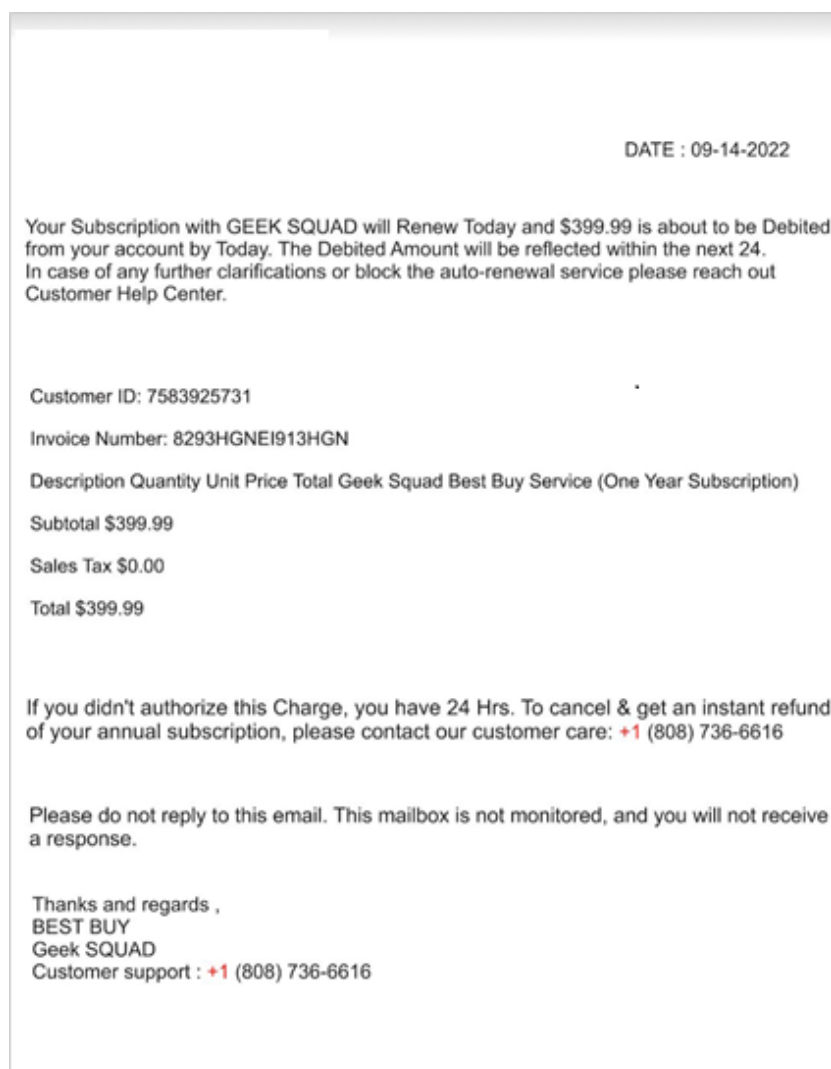 DATE : 09-14-2022
Your Subscription with GEEK SQUAD will Renew Today and $399.99 is about to be Debited
from your account by Today. The Debited Amount will be reflected within the next 24.
In case of any further clarifications or block the auto-renewal service please reach out
Customer Help Center.
Customer ID: 7583925731
Invoice Number: 8293HGNEI913HGN
Description Quantity Unit Price Total Geek Squad Best Buy Service (One Year Subscription)
Subtotal $399.99
Sales Tax $0.00
Total $399.99
If you didn't authorize this Charge, you have 24 Hrs. To cancel & get an instant refund
of your annual subscription, please contact our customer care: +1 (808) 736-6616
Please do not reply to this email. This mailbox is not monitored, and you will not receive
a response.
Thanks and regards ,
BEST BUY
Geek SQUAD
Customer support : +1 (808) 736-6616